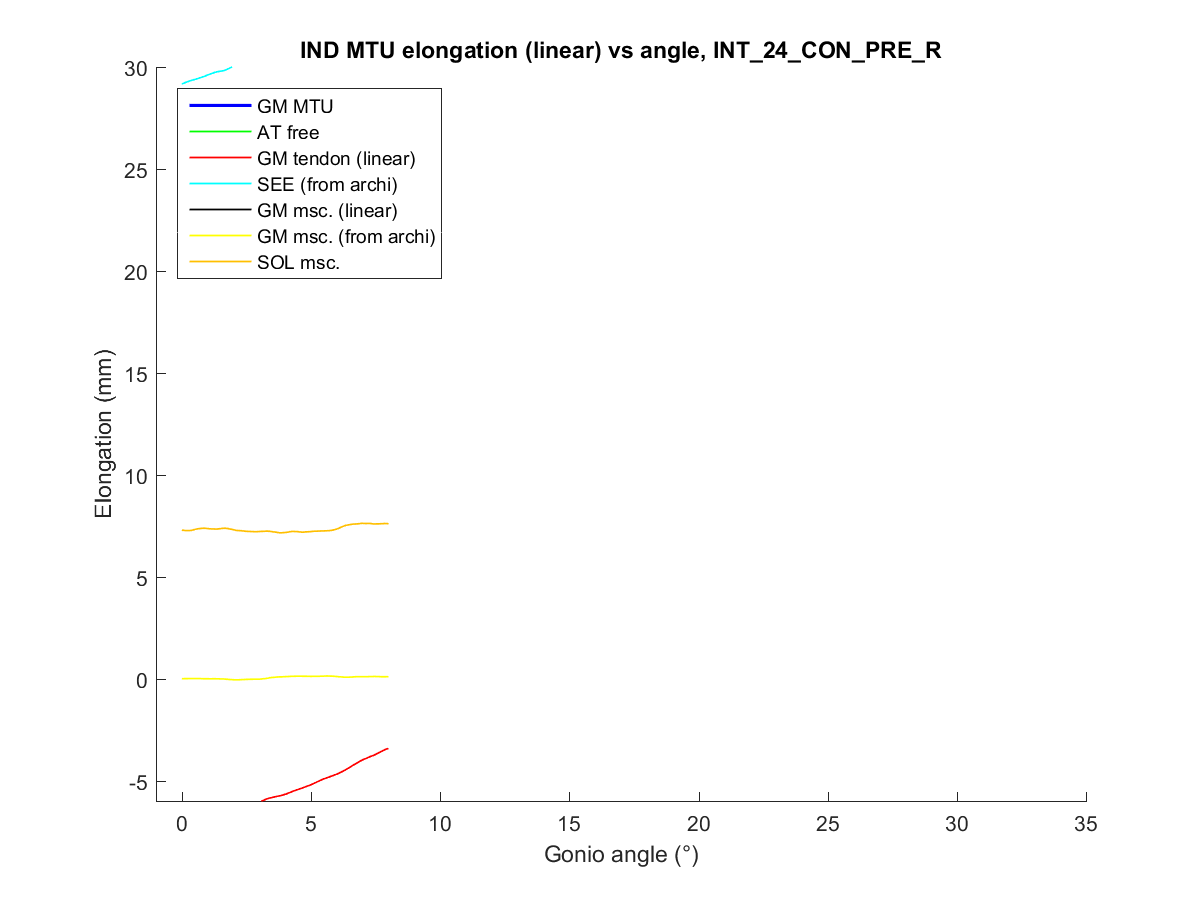 IND MTU elongation (linear) vs angle, INT_24_CON_PRE_R
30
25
20
15
10
5
0
-5
Elongation (mm)
GM MTU
AT free
GM tendon (linear)
SEE (from archi)
GM msc. (linear)
GM msc. (from archi)
SOL msc.
0 5 10 15 20 25 30 35
Gonio angle (°)